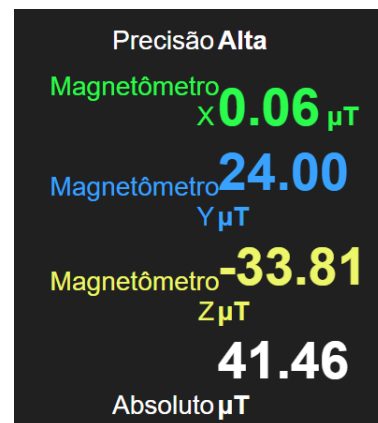 Precisão Alta
Magnetômetro
X 0.06 µT
Magnetômetro 24.00
Y µT
Magnetômetro -33.81
Z µT
41.46
Absoluto µT